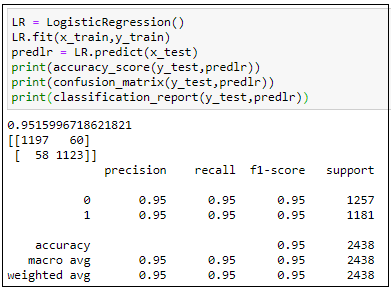 LR = LogisticRegression()
LR.fit(x_train,y_train)
predlr = LR.predict(x_test)
print(accuracy_score(y_test,predlr))
print(confusion_matrix(y_test,predlr))
print(classification_report(y_test,predlr))
0.9515996718621821
[[1197 60]
[ 58 1123]]
precision recall f1-score support
0 0.95 0.95 0.95 1257
1 0.95 0.95 0.95 1181
accuracy 0.95 2438
macro avg 0.95 0.95 0.95 2438
weighted avg 0.95 0.95 0.95 2438